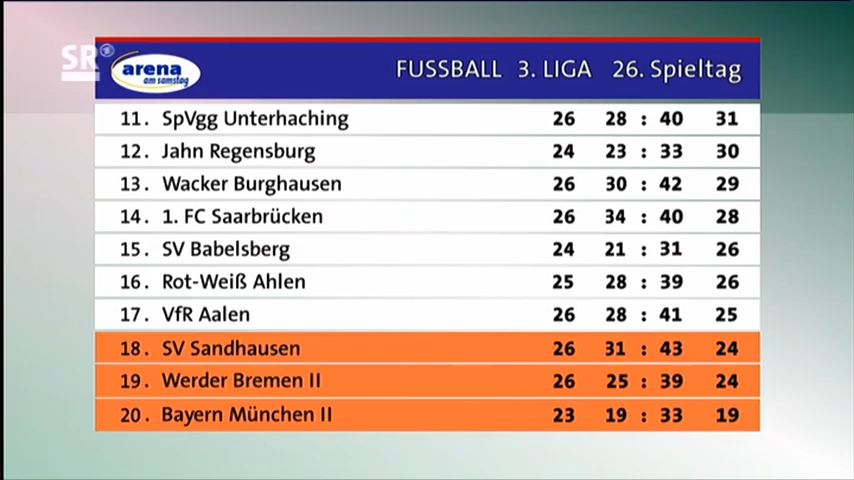 SR
arena
am samstag
FUSSBALL 3. LIGA 26. Spieltag
11. SpVgg Unterhaching 26 28 : 40 31
12. Jahn Regensburg 24 23 : 33 30
13. Wacker Burghausen 26 30 : 42 29
14. 1. FC Saarbrücken 26 34 : 40 28
15. SV Babelsberg 24 21 : 31 26
16. Rot-Weiß Ahlen 25 28 : 39 26
17. VfR Aalen 26 28 : 41 25
18. SV Sandhausen 26 31 : 43 24
19. Werder Bremen II 26 25 : 39 24
20. Bayern München II 23 19 : 33 19